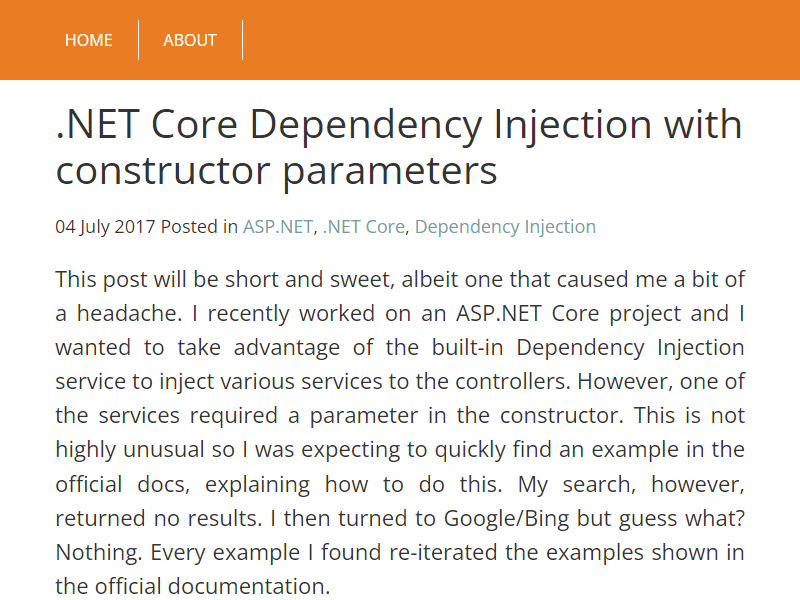 HOME
ABOUT
.NET Core Dependency Injection with
constructor parameters
04 July 2017 Posted in ASP.NET, .NET Core, Dependency Injection
This post will be short and sweet, albeit one that caused me a bit of
a headache. I recently worked on an ASP.NET Core project and I
wanted to take advantage of the built-in Dependency Injection
service to inject various services to the controllers. However, one of
the services required a parameter in the constructor. This is not
highly unusual so I was expecting to quickly find an example in the
official docs, explaining how to do this. My search, however,
returned no results. I then turned to Google/Bing but guess what?
Nothing. Every example I found re-iterated the examples shown in
the official documentation.